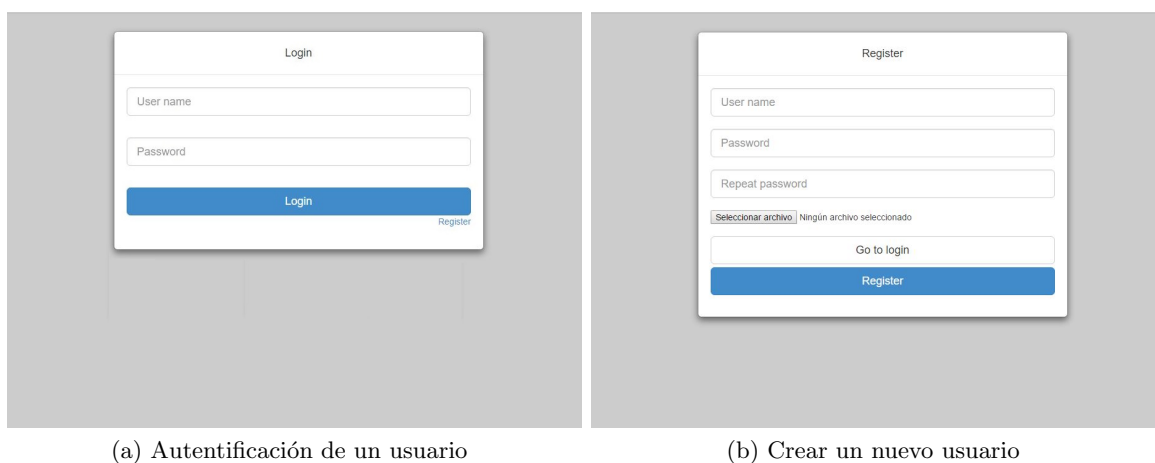 Login
User name
Password
Login
Register
(a) Autentificación de un usuario
Register
User name
Password
Repeat password
Seleccionar archivo Ningún archivo seleccionado
Go to login
Register
(b) Crear un nuevo usuario